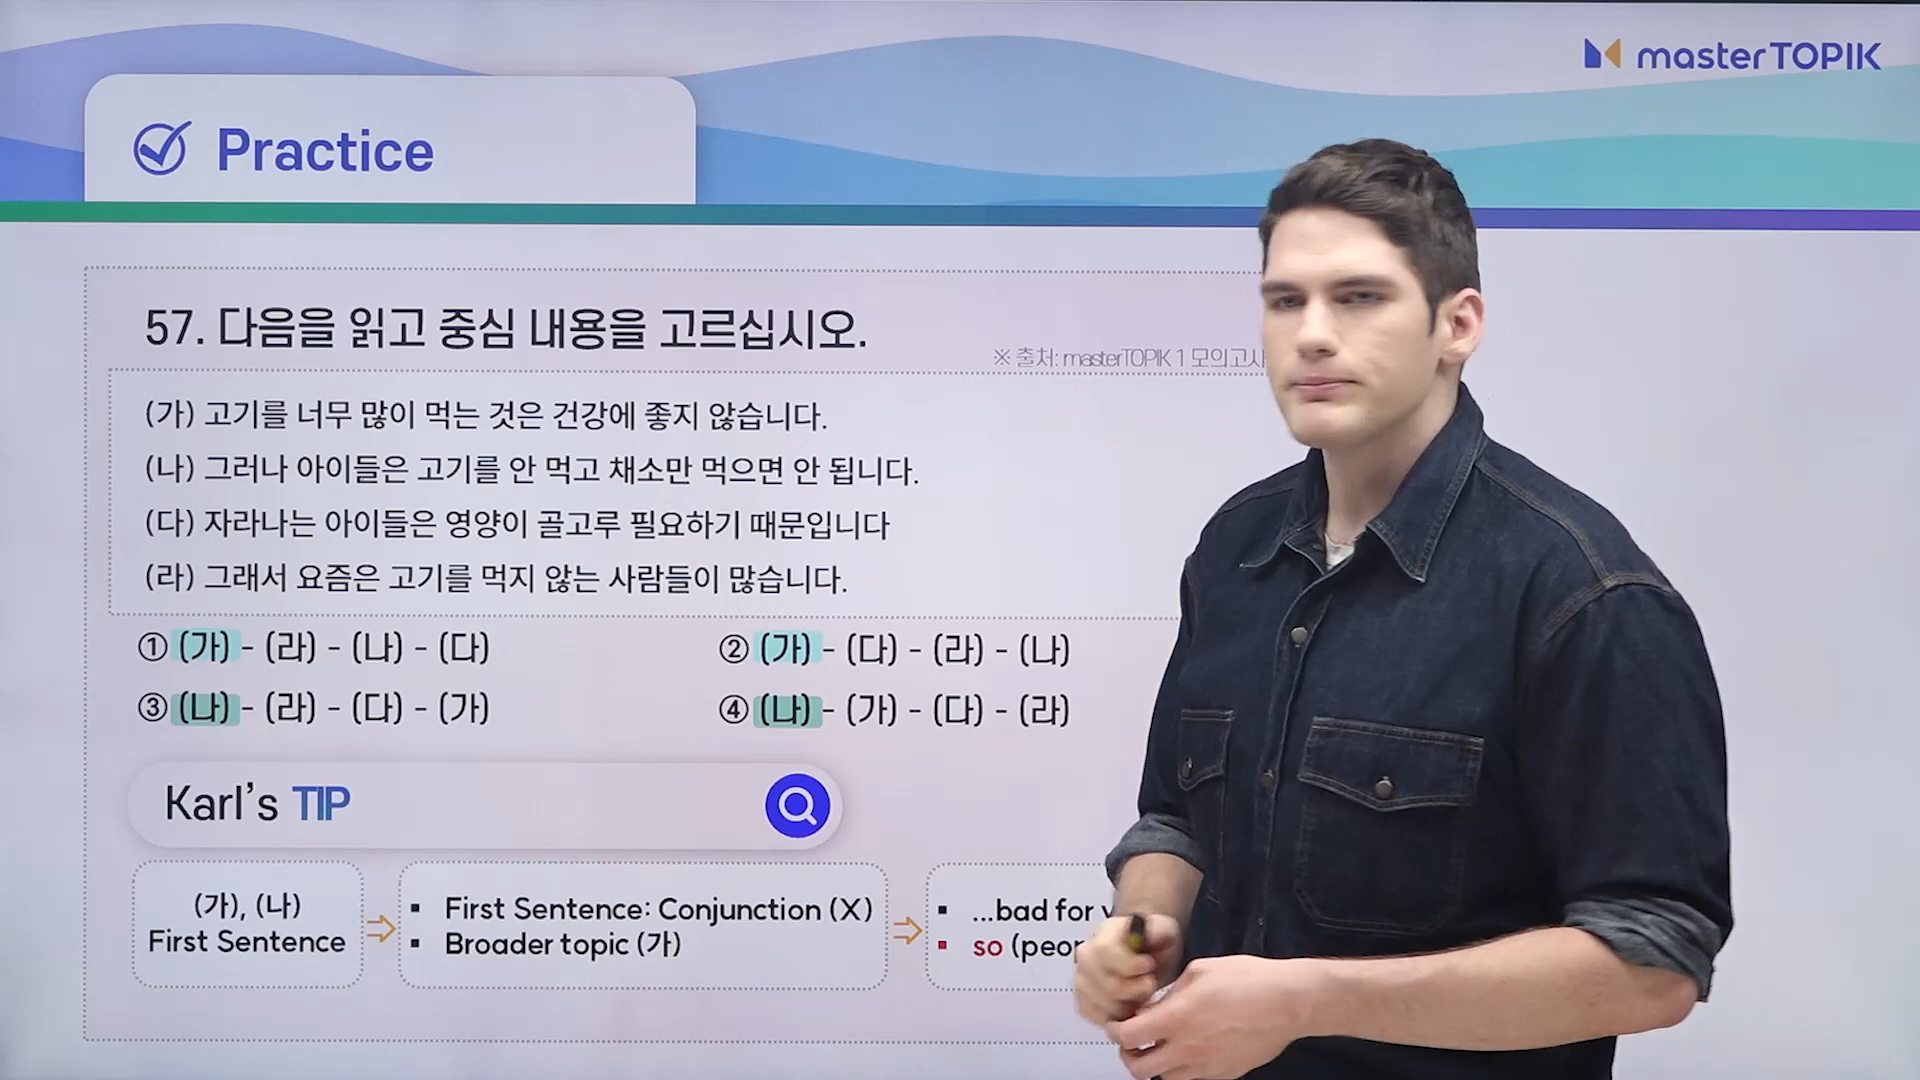 master TOPIK
Practice
57. 다음을 읽고 중심 내용을 고르십시오.
※ 출처: masterTOPIK 1 모의고사
(가) 고기를 너무 많이 먹는 것은 건강에 좋지 않습니다.
(나) 그러나 아이들은 고기를 안 먹고 채소만 먹으면 안 됩니다.
(다) 자라나는 아이들은 영양이 골고루 필요하기 때문입니다
(라) 그래서 요즘은 고기를 먹지 않는 사람들이 많습니다.
① (가) - (라) - (나) - (다)
② (가) - (다) - (라) - (나)
③ (나) - (라) - (다) - (가)
④ (나) - (가) - (다) - (라)
Karl's TIP
(가), (나)
First Sentence
▪ First Sentence: Conjunction (X)
▪ Broader topic (가)
▪ ...bad for
▪ so